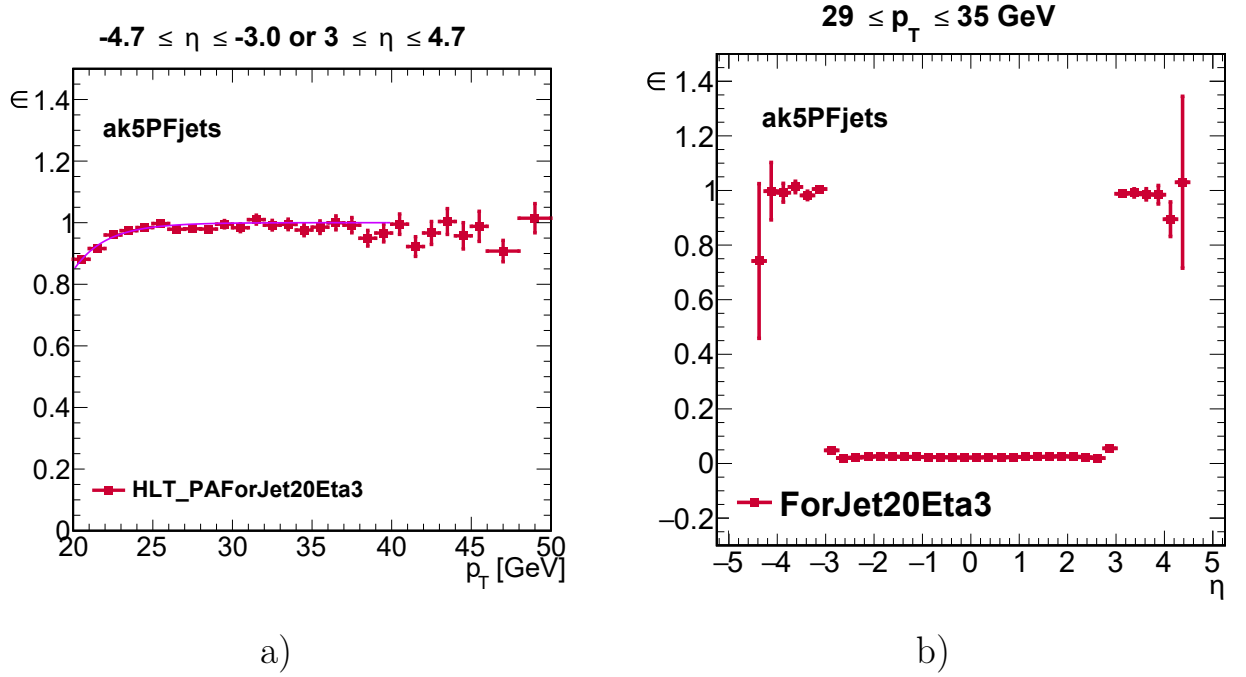 -4.7 ≤ η ≤ -3.0 or 3 ≤ η ≤ 4.7
∈
1.4
1.2
1
0.8
0.6
0.4
0.2
0
ak5PFjets
HLT_PAForJet20Eta3
20 25 30 35 40 45 50
p_T [GeV]
a)
29 ≤ p_T ≤ 35 GeV
∈
1.4
1.2
1
0.8
0.6
0.4
0.2
0
−0.2
ak5PFjets
ForJet20Eta3
−5 −4 −3 −2 −1 0 1 2 3 4 5
η
b)